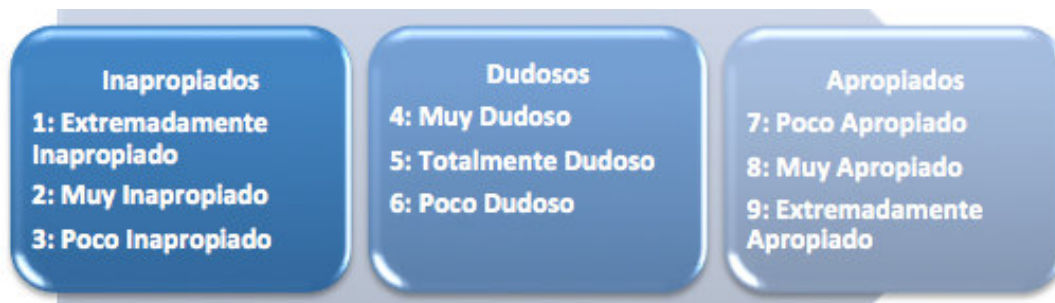 Inapropiados
1: Extremadamente
Inapropiado
2: Muy Inapropiado
3: Poco Inapropiado
Dudosos
4: Muy Dudoso
5: Totalmente Dudoso
6: Poco Dudoso
Apropiados
7: Poco Apropiado
8: Muy Apropiado
9: Extremadamente
Apropiado